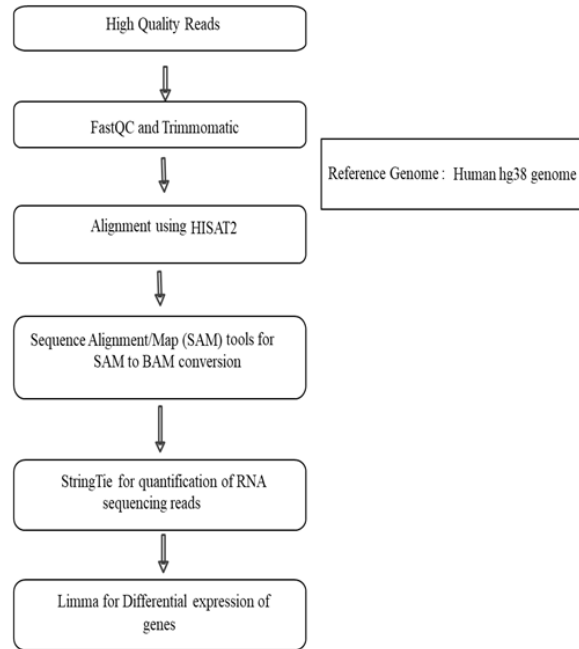 High Quality Reads
FastQC and Trimmomatic
Reference Genome : Human hg38 genome
Alignment using HISAT2
Sequence Alignment/Map (SAM) tools for
SAM to BAM conversion
StringTie for quantification of RNA
sequencing reads
Limma for Differential expression of
genes